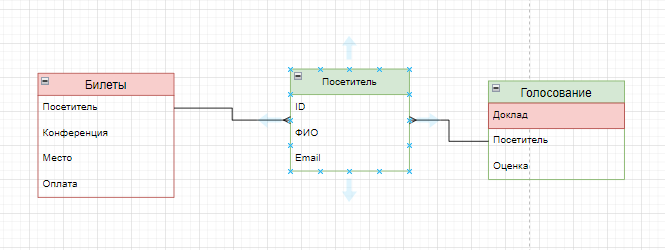 Билеты
Посетитель
Конференция
Место
Оплата
Посетитель
ID
ФИО
Email
Голосование
Доклад
Посетитель
Оценка